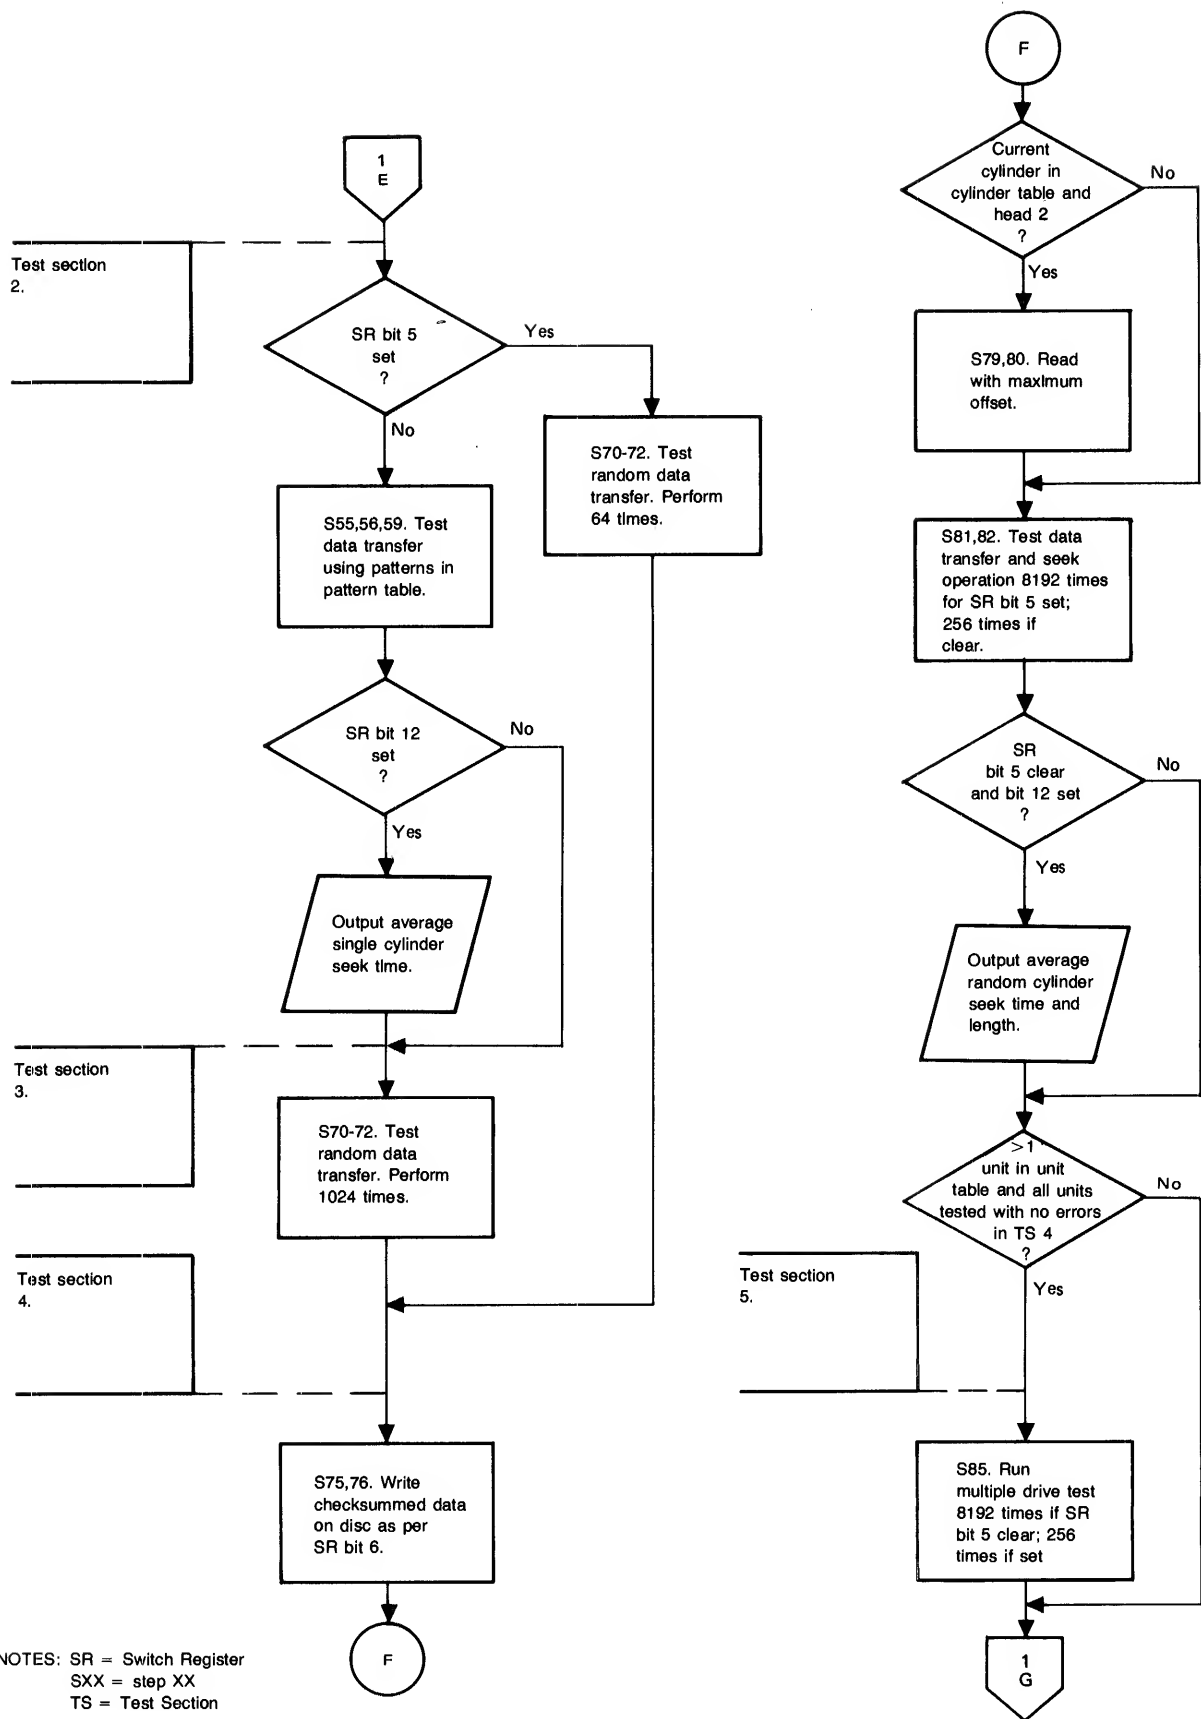 1
E
Test section
2.
SR bit 5
set
?
Yes
No
S70-72. Test
random data
transfer. Perform
64 times.
S55,56,59. Test
data transfer
using patterns in
pattern table.
SR bit 12
set
?
No
Yes
Output average
single cylinder
seek time.
Test section
3.
S70-72. Test
random data
transfer. Perform
1024 times.
Test section
4.
S75,76. Write
checksummed data
on disc as per
SR bit 6.
F
NOTES: SR = Switch Register
SXX = step XX
TS = Test Section
F
Current
cylinder in
cylinder table and
head 2
?
No
Yes
S79,80. Read
with maximum
offset.
S81,82. Test data
transfer and seek
operation 8192 times
for SR bit 5 set;
256 times if
clear.
SR
bit 5 clear
and bit 12 set
?
No
Yes
Output average
random cylinder
seek time and
length.
>1
unit in unit
table and all units
tested with no errors
in TS 4
?
No
Yes
Test section
5.
S85. Run
multiple drive test
8192 times if SR
bit 5 clear; 256
times if set
1
G